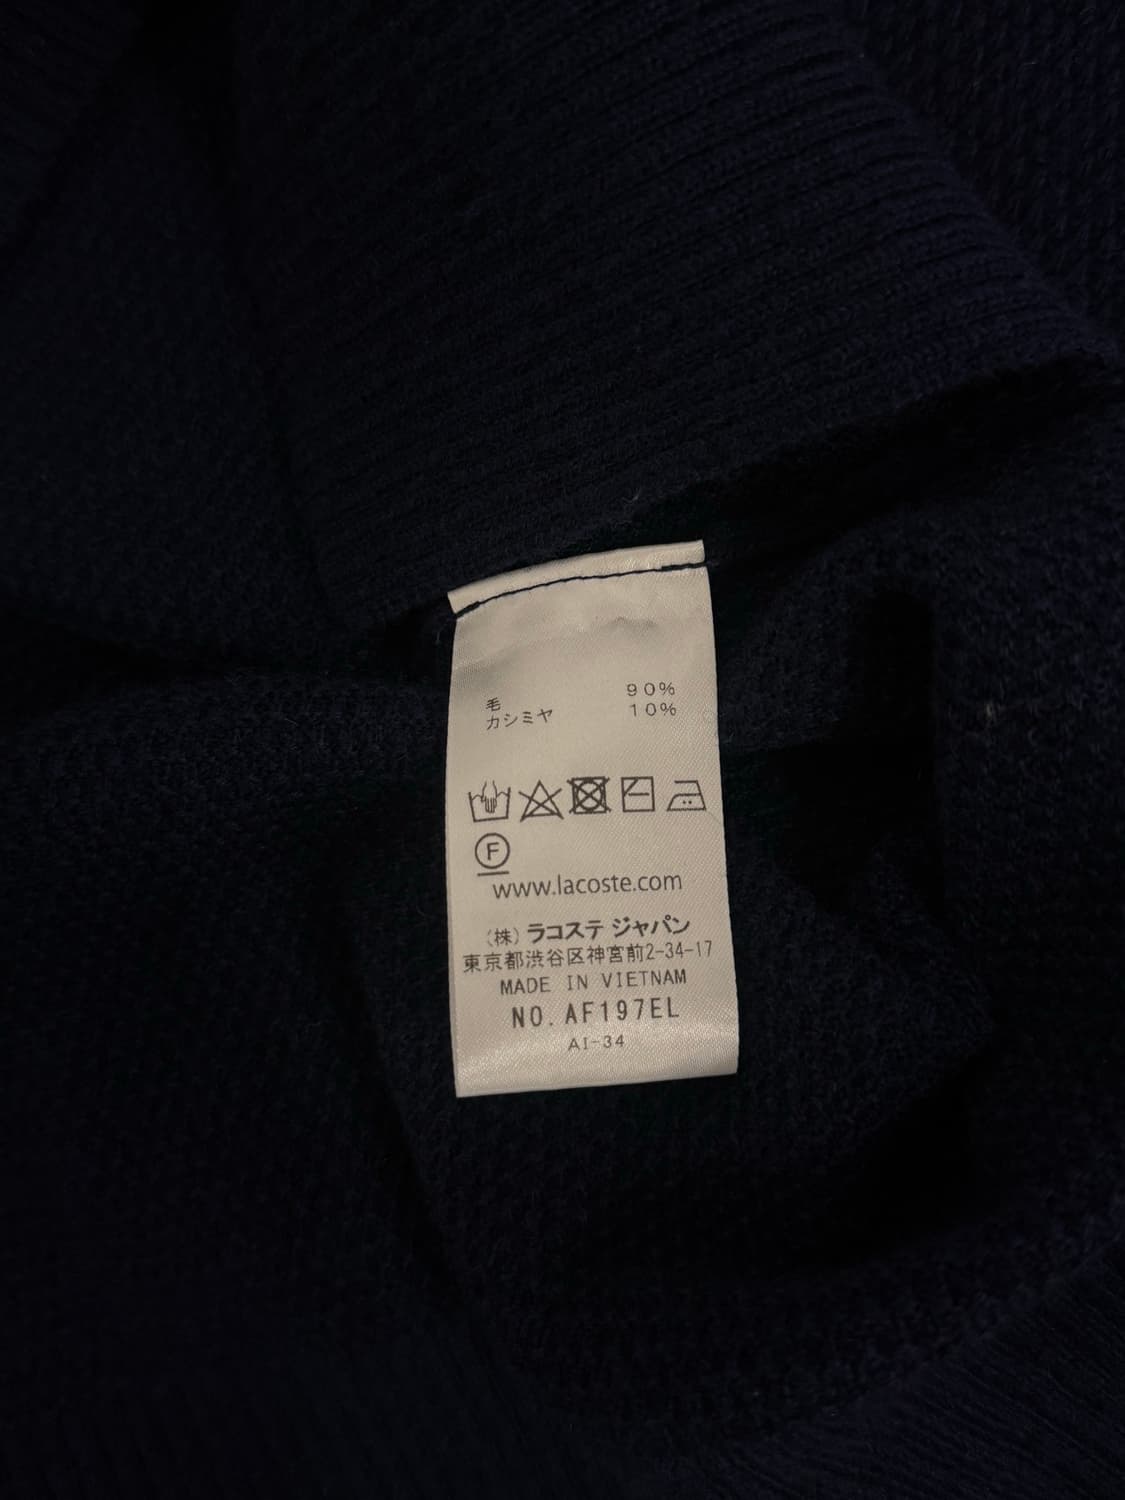 毛 90%
カシミヤ 10%
F
www.lacoste.com
(株) ラコステ ジャパン
東京都渋谷区神宮前2-34-17
MADE IN VIETNAM
NO. AF197EL
AI-34